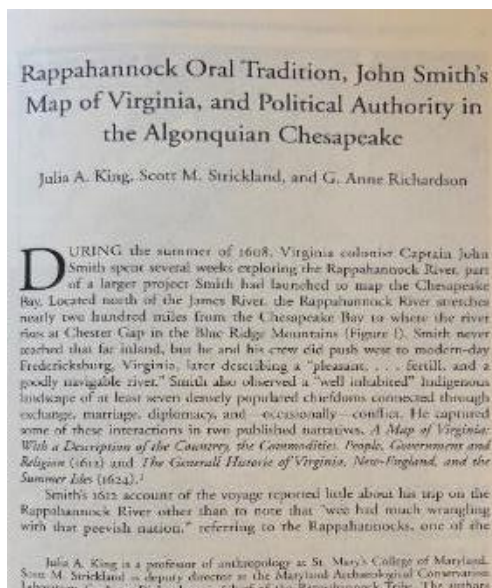 Rappahannock Oral Tradition, John Smith's
Map of Virginia, and Political Authority in
the Algonquian Chesapeake
Julia A. King, Scott M. Strickland, and G. Anne Richardson
DURING the summer of 1608, Virginia colonist Captain John
Smith spent several weeks exploring the Rappahannock River, part
of a larger project Smith had launched to map the Chesapeake
Bay. Located north of the James River, the Rappahannock River stretches
nearly two hundred miles from the Chesapeake Bay to where the river
rises at Chester Gap in the Blue Ridge Mountains (Figure I). Smith never
reached that far inland, but he and his crew did push west to modern-day
Fredericksburg, Virginia, later describing a "pleasant, . . . fertill, and a
goodly navigable river." Smith also observed a "well inhabited" Indigenous
landscape of at least seven densely populated chiefdoms connected through
exchange, marriage, diplomacy, and—occasionally—conflict. He captured
some of these interactions in two published narratives, A Map of Virginia:
With a Description of the Countrey, the Commodities, People, Government and
Religion (1612) and The Generall Historie of Virginia, New-England, and the
Summer Isles (1624).¹
Smith's 1612 account of the voyage reported little about his trip on the
Rappahannock River other than to note that "wee had much wrangling
with that peevish nation," referring to the Rappahannocks, one of the
Julia A. King is a professor of anthropology at St. Mary's College of Maryland.
Scott M. Strickland is deputy director at the Maryland Archaeological Conservation